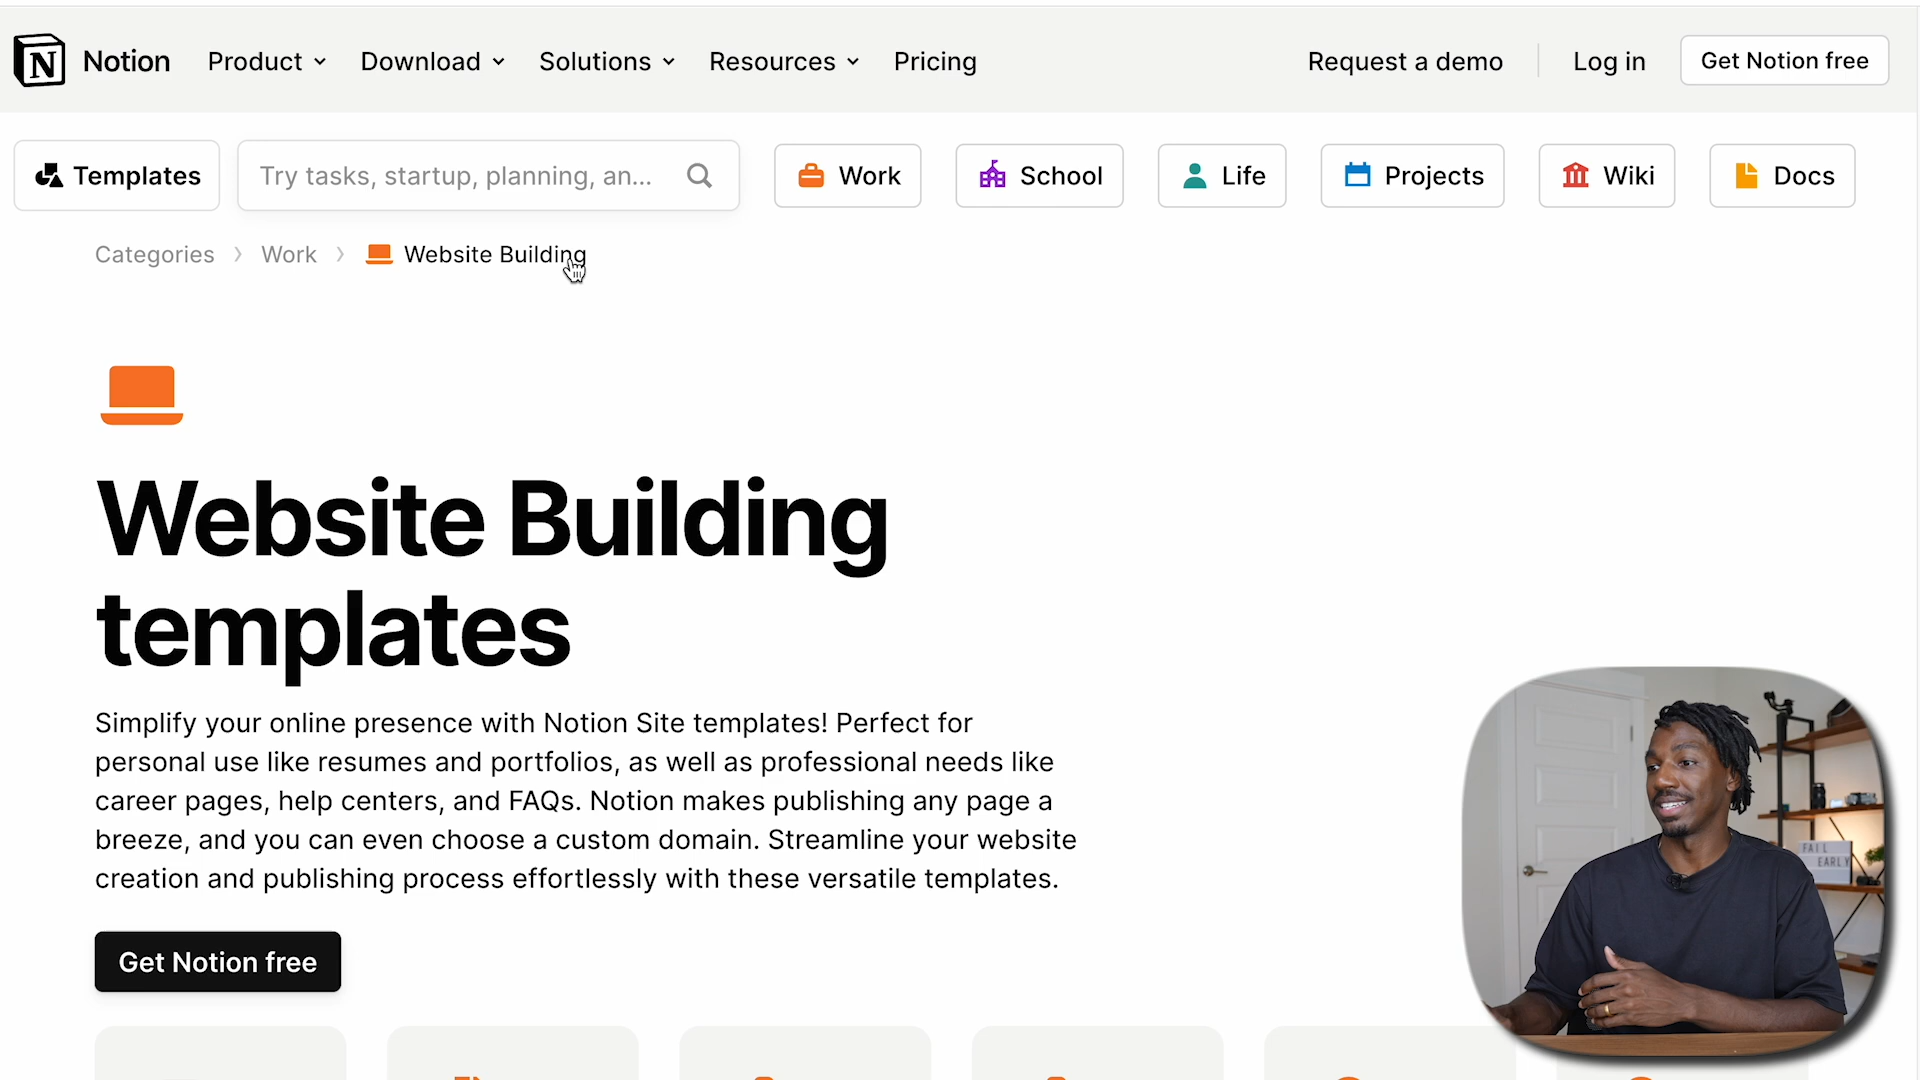 Notion
Product
Download
Solutions
Resources
Pricing
Request a demo
Log in
Get Notion free
Templates
Try tasks, startup, planning, an...
Work
School
Life
Projects
Wiki
Docs
Categories > Work > Website Building
Website Building
templates
Simplify your online presence with Notion Site templates! Perfect for
personal use like resumes and portfolios, as well as professional needs like
career pages, help centers, and FAQs. Notion makes publishing any page a
breeze, and you can even choose a custom domain. Streamline your website
creation and publishing process effortlessly with these versatile templates.
Get Notion free
FAIL
EARLY